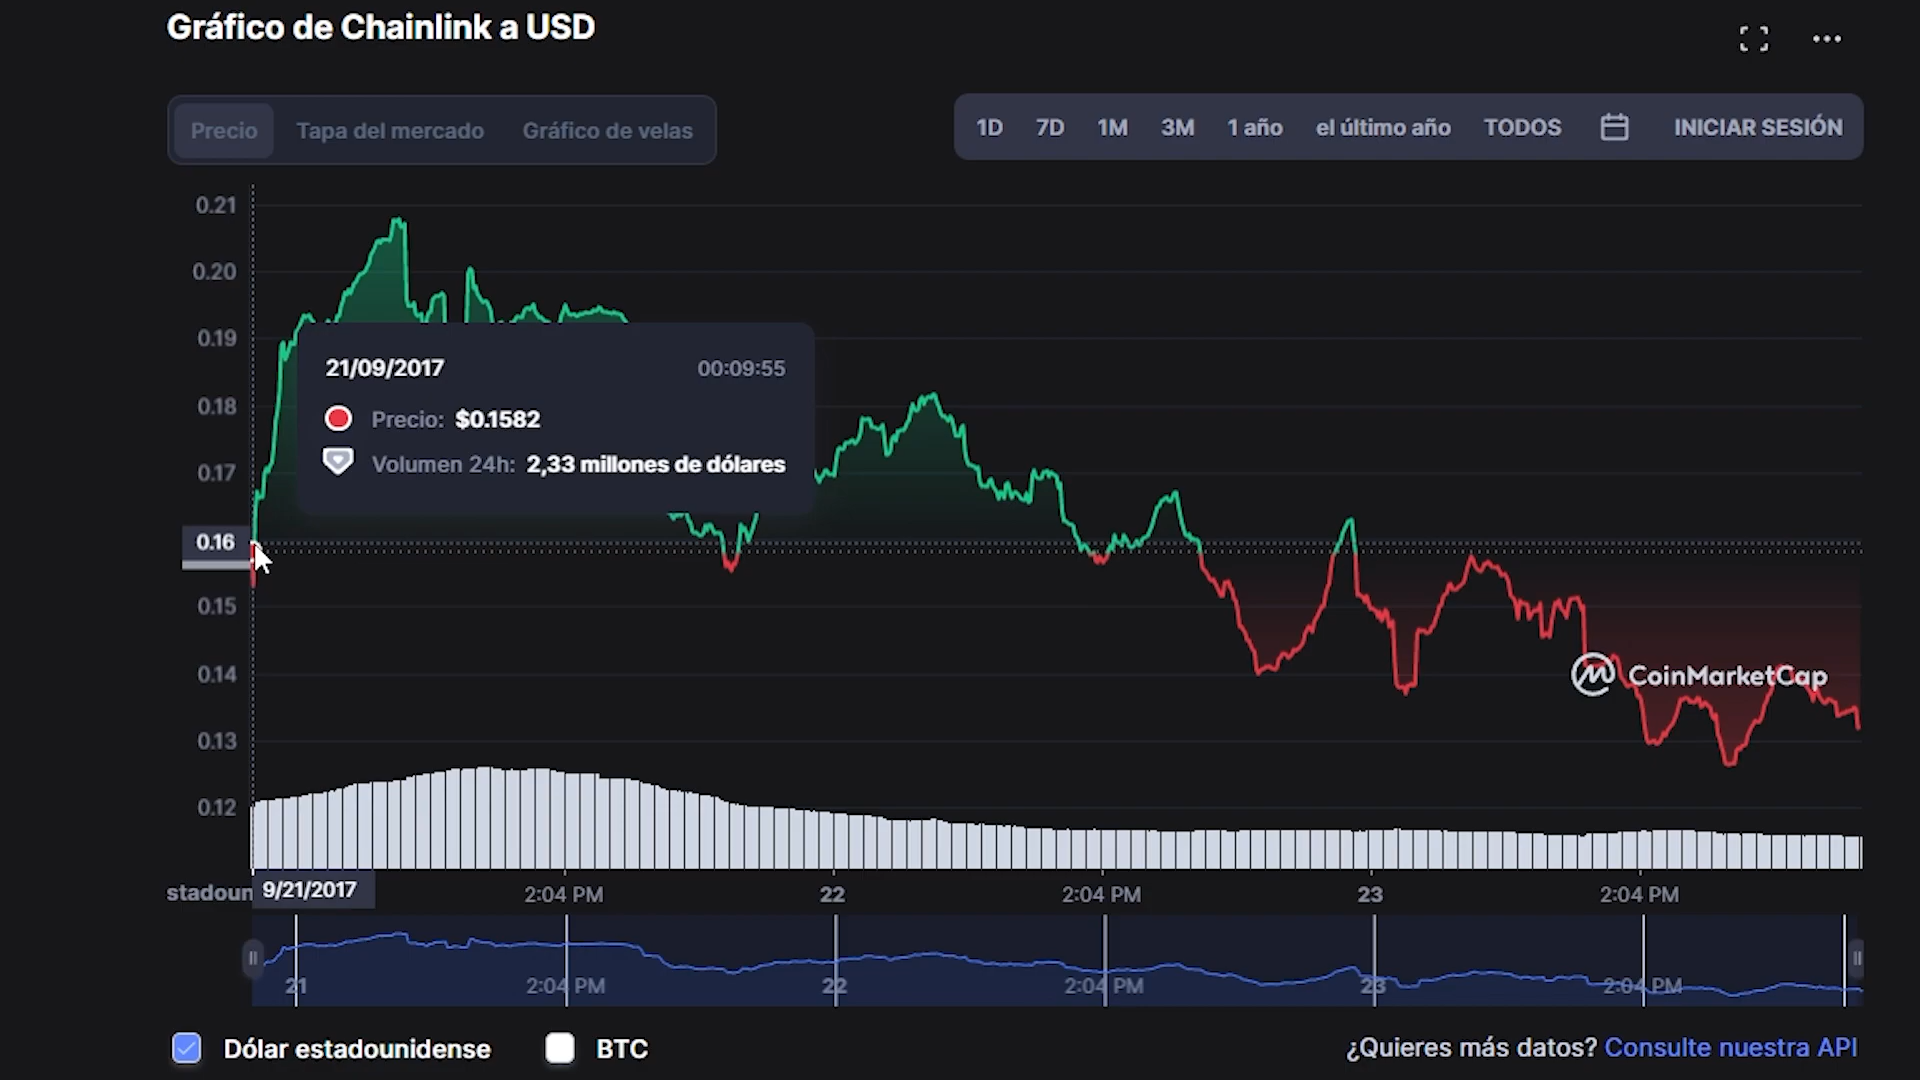 Gráfico de Chainlink a USD
Precio
Tapa del mercado
Gráfico de velas
1D
7D
1M
3M
1 año
el último año
TODOS
INICIAR SESIÓN
0.21
0.20
0.19
0.18
0.17
0.16
0.15
0.14
0.13
0.12
21/09/2017
00:09:55
Precio: $0.1582
Volumen 24h: 2,33 millones de dólares
CoinMarketCap
stadoun
9/21/2017
2:04 PM
22
2:04 PM
23
2:04 PM
21
2:04 PM
22
2:04 PM
23
2:04 PM
Dólar estadounidense
BTC
¿Quieres más datos? Consulte nuestra API